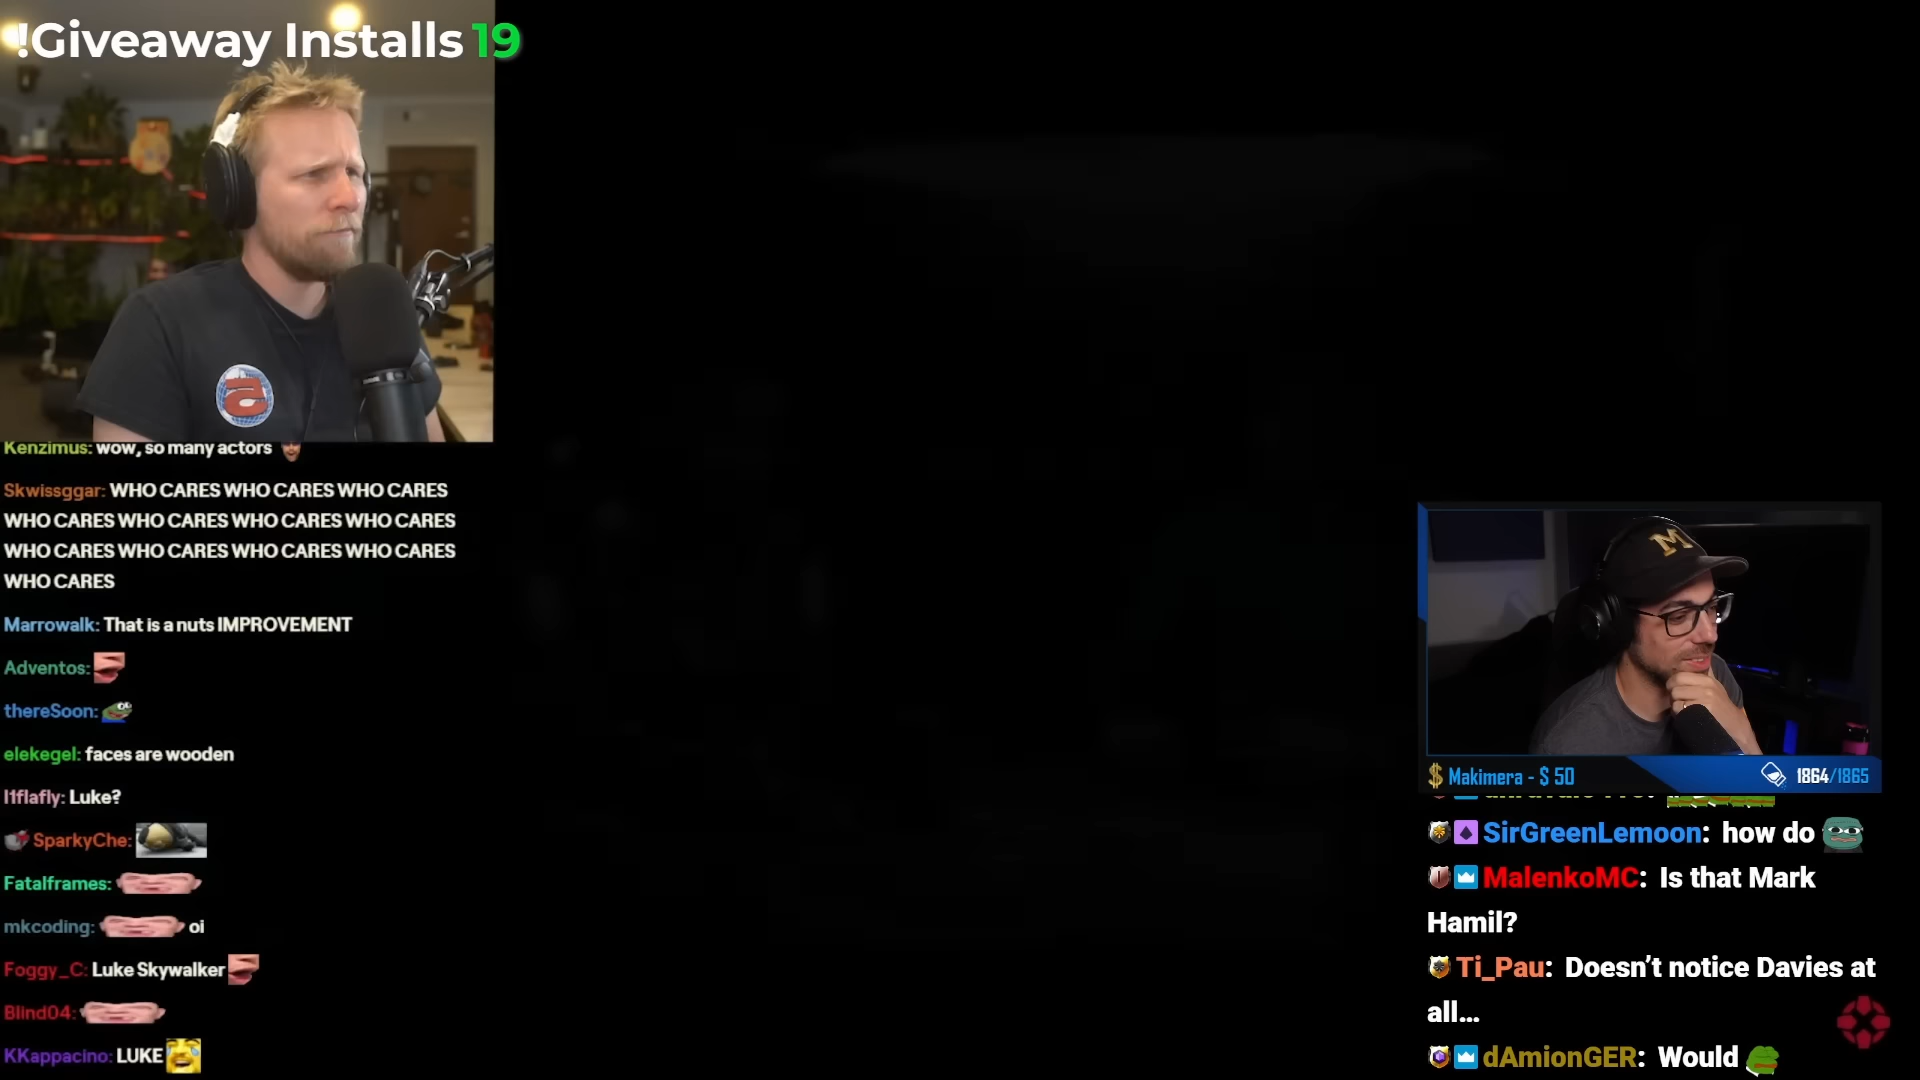 !Giveaway Installs 19
Kenzimus: wow, so many actors
Skwissggar: WHO CARES WHO CARES WHO CARES
WHO CARES WHO CARES WHO CARES WHO CARES
WHO CARES WHO CARES WHO CARES WHO CARES
WHO CARES
Marrowalk: That is a nuts IMPROVEMENT
Adventos:
thereSoon:
elekegel: faces are wooden
l1flafly: Luke?
SparkyChe:
Fatalframes:
mkcoding: oi
Foggy_C: Luke Skywalker
Blind04:
KKappacino: LUKE
M
$ Makimera - $ 50
1864/1865
SirGreenLemoon: how do
MalenkoMC: Is that Mark
Hamil?
Ti_Pau: Doesn't notice Davies at
all...
dAmionGER: Would